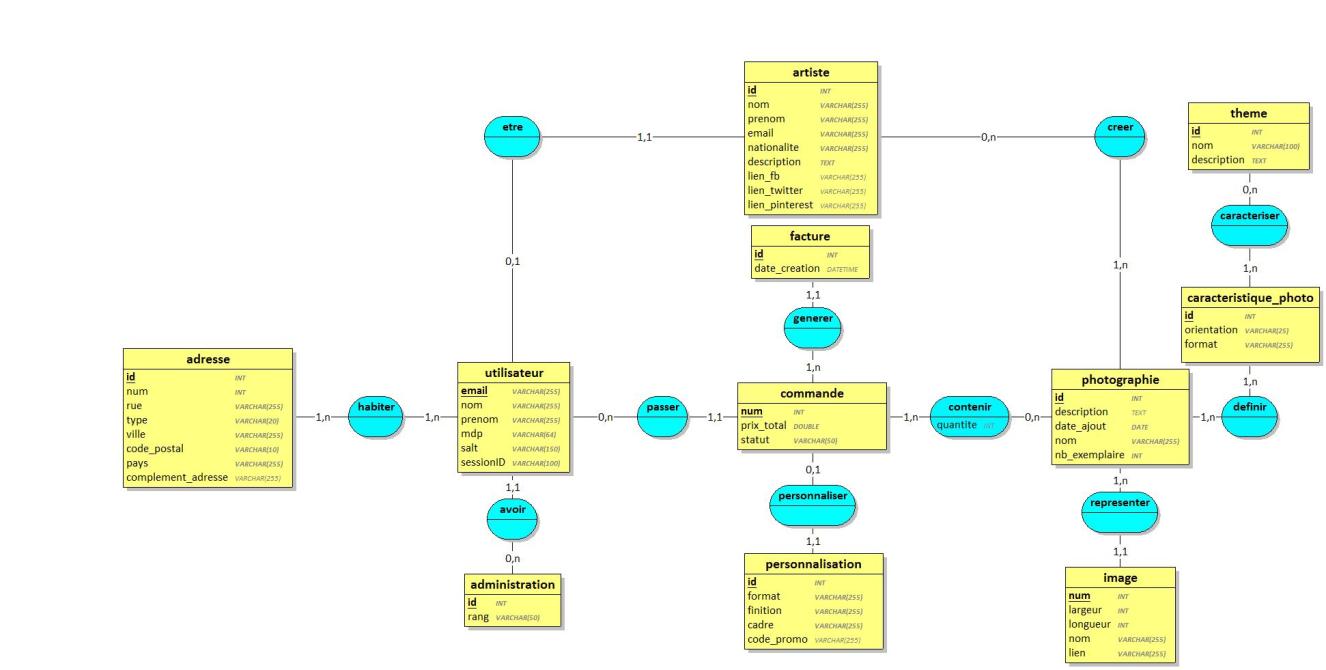 artiste
id INT
nom VARCHAR(255)
prenom VARCHAR(255)
email VARCHAR(255)
nationalite VARCHAR(255)
description TEXT
lien_fb VARCHAR(255)
lien_twitter VARCHAR(255)
lien_pinterest VARCHAR(255)
etre
1,1
0,1
0,n
creer
1,n
theme
id INT
nom VARCHAR(100)
description TEXT
0,n
caracteriser
1,n
caracteristique_photo
id INT
orientation VARCHAR(25)
format VARCHAR(255)
1,n
definir
1,n
facture
id INT
date_creation DATETIME
1,1
generer
1,n
adresse
id INT
num INT
rue VARCHAR(255)
type VARCHAR(20)
ville VARCHAR(255)
code_postal VARCHAR(10)
pays VARCHAR(255)
complement_adresse VARCHAR(255)
1,n
habiter
1,n
utilisateur
email VARCHAR(255)
nom VARCHAR(255)
prenom VARCHAR(255)
mdp VARCHAR(64)
salt VARCHAR(150)
sessionID VARCHAR(100)
0,n
passer
1,1
commande
num INT
prix_total DOUBLE
statut VARCHAR(50)
1,n
contenir
quantite INT
0,n
photographie
id INT
description TEXT
date_ajout DATE
nom VARCHAR(255)
nb_exemplaire INT
1,1
avoir
0,n
administration
id INT
rang VARCHAR(50)
0,1
personnaliser
1,1
personnalisation
id INT
format VARCHAR(255)
finition VARCHAR(255)
cadre VARCHAR(255)
code_promo VARCHAR(255)
1,n
representer
1,1
image
num INT
largeur INT
longueur INT
nom VARCHAR(255)
lien VARCHAR(255)